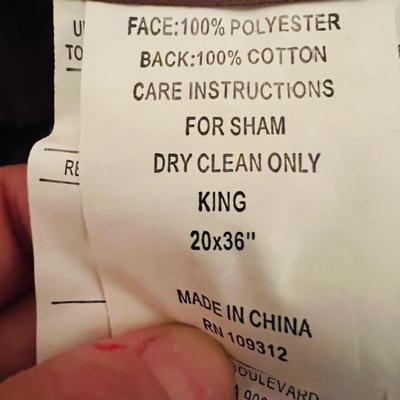 FACE:100% POLYESTER
BACK:100% COTTON
CARE INSTRUCTIONS
FOR SHAM
DRY CLEAN ONLY
KING
20x36"
MADE IN CHINA
RN 109312
BOULEVARD